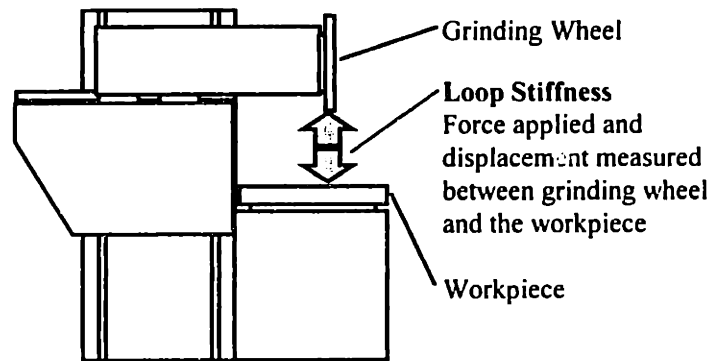 Grinding Wheel
Loop Stiffness
Force applied and
displacement measured
between grinding wheel
and the workpiece
Workpiece